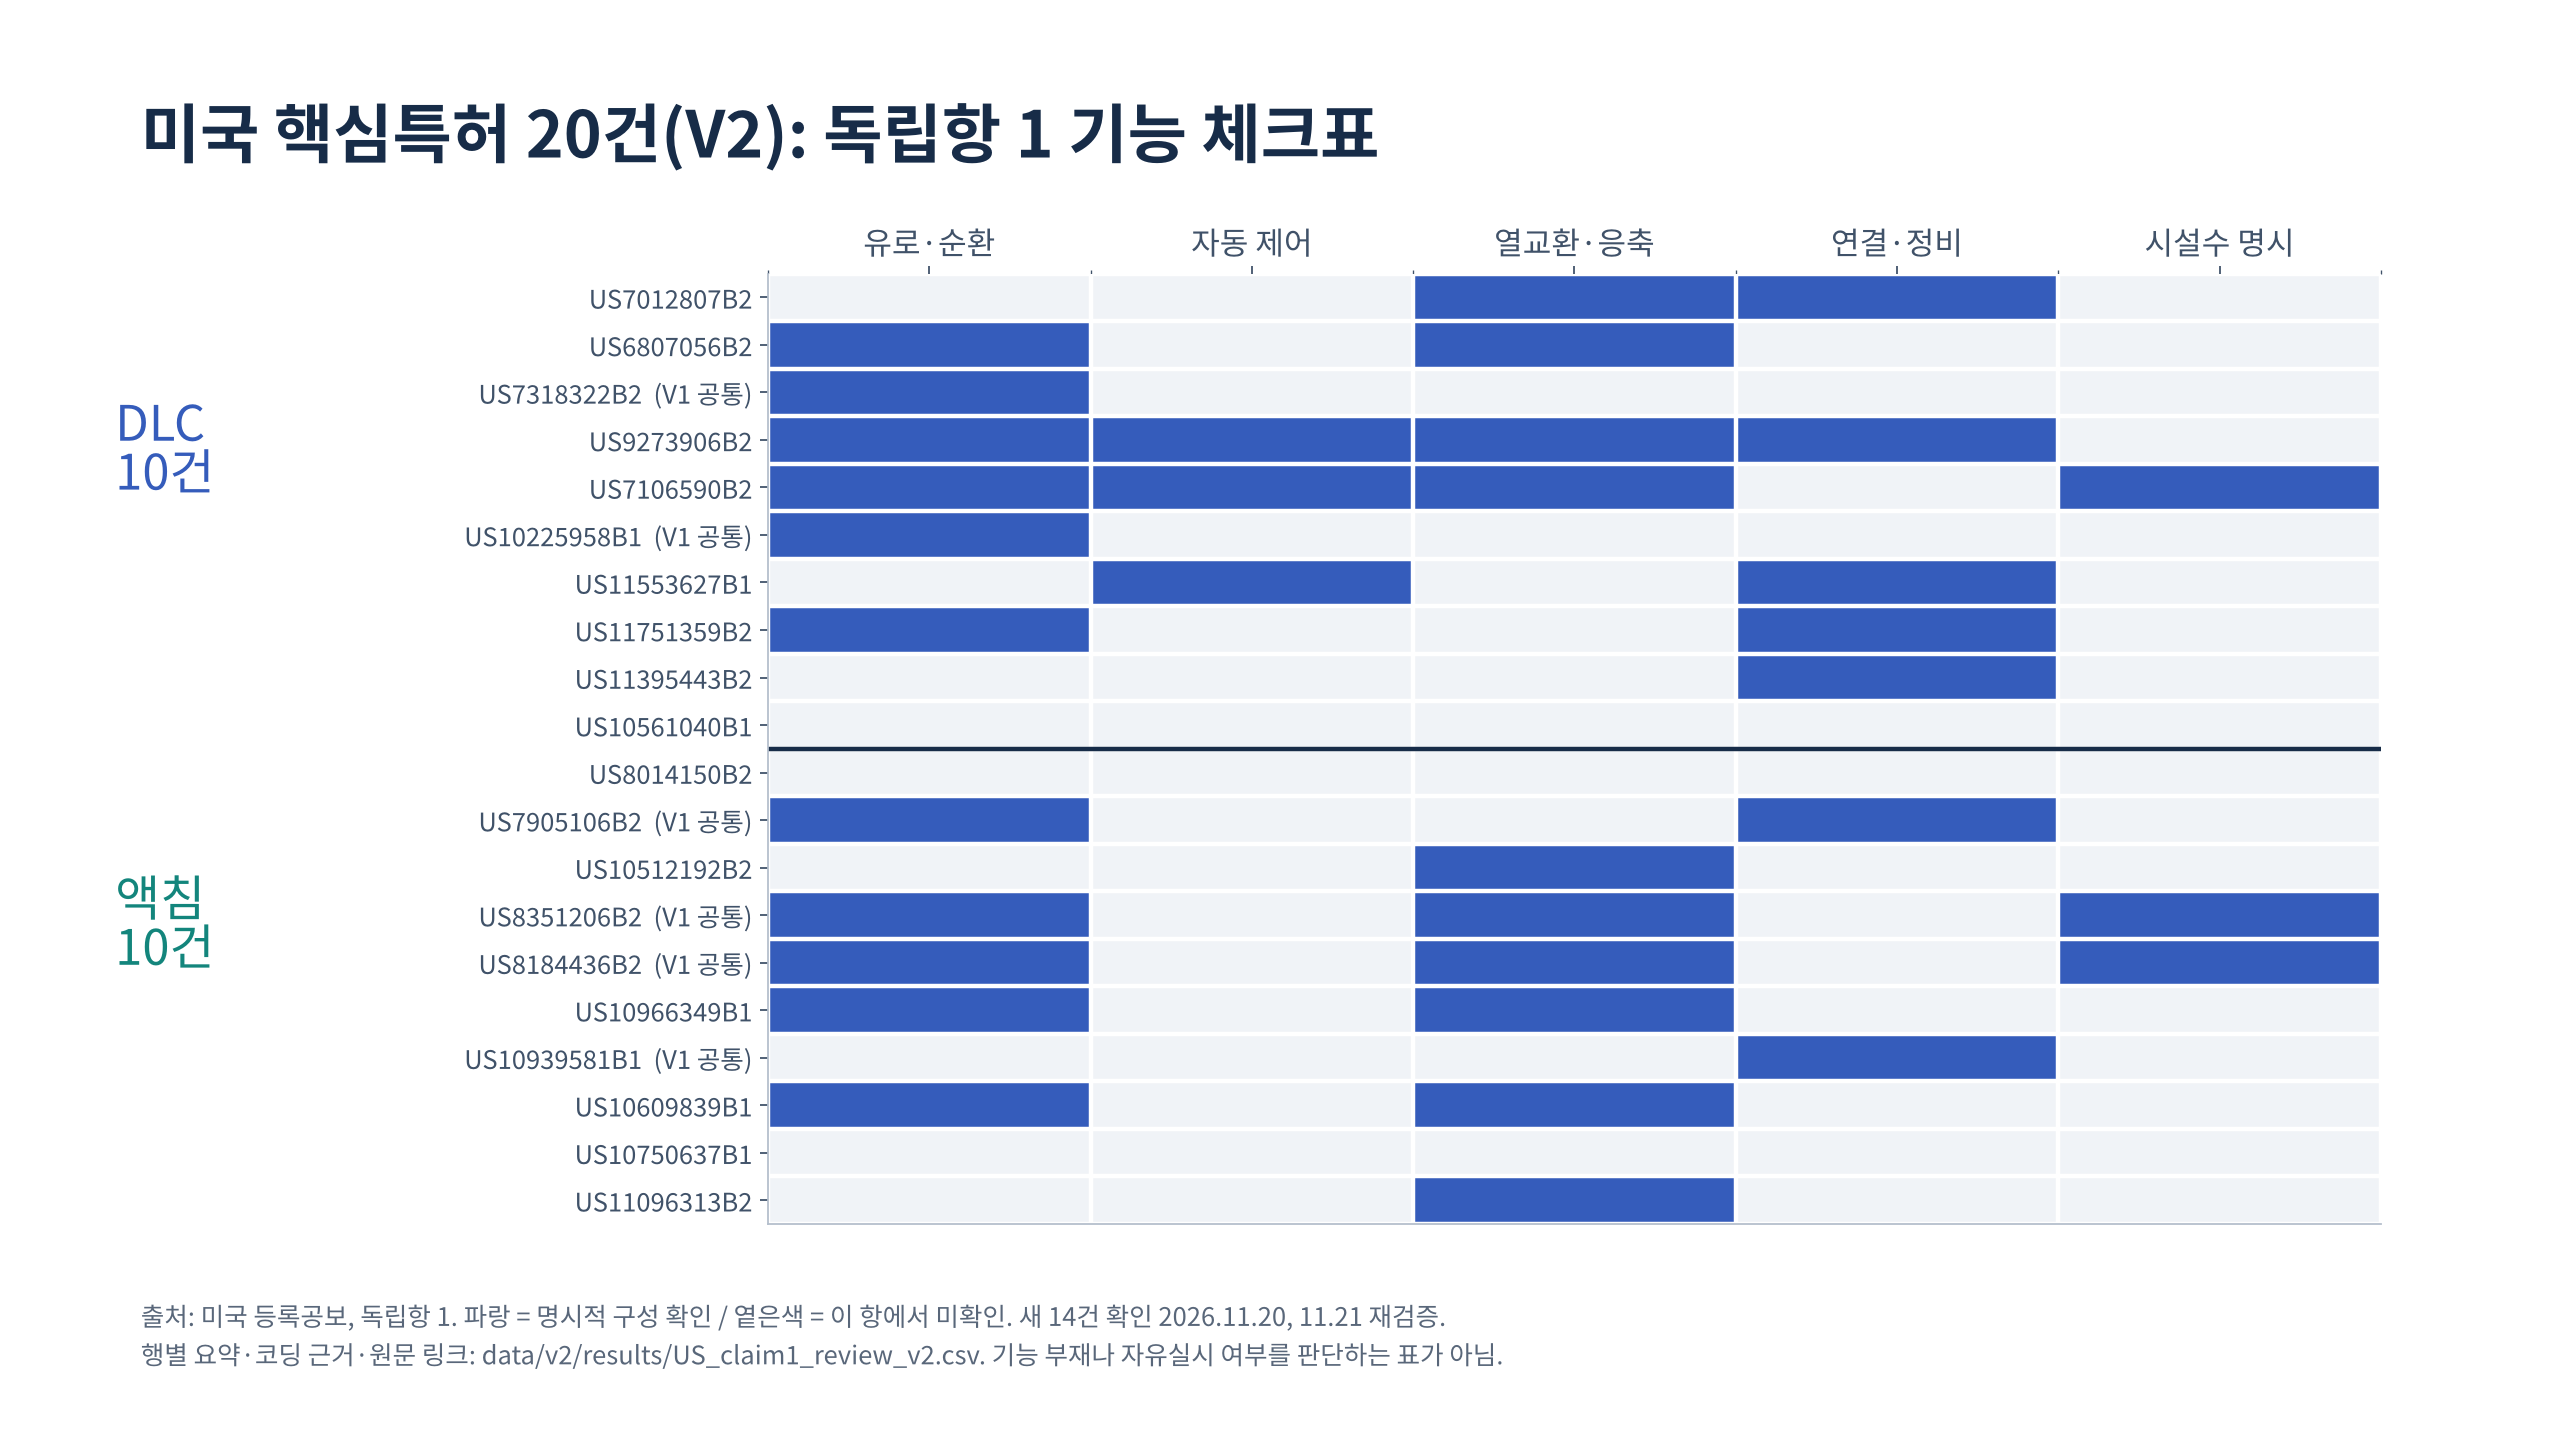 미국 핵심특허 20건(V2): 독립항 1 기능 체크표
유로·순환 자동 제어 열교환·응축 연결·정비 시설수 명시
DLC
10건
US7012807B2
US6807056B2
US7318322B2 (V1 공통)
US9273906B2
US7106590B2
US10225958B1 (V1 공통)
US11553627B1
US11751359B2
US11395443B2
US10561040B1
액침
10건
US8014150B2
US7905106B2 (V1 공통)
US10512192B2
US8351206B2 (V1 공통)
US8184436B2 (V1 공통)
US10966349B1
US10939581B1 (V1 공통)
US10609839B1
US10750637B1
US11096313B2
출처: 미국 등록공보, 독립항 1. 파랑 = 명시적 구성 확인 / 옅은색 = 이 항에서 미확인. 새 14건 확인 2026.11.20, 11.21 재검증.
행별 요약·코딩 근거·원문 링크: data/v2/results/US_claim1_review_v2.csv. 기능 부재나 자유실시 여부를 판단하는 표가 아님.